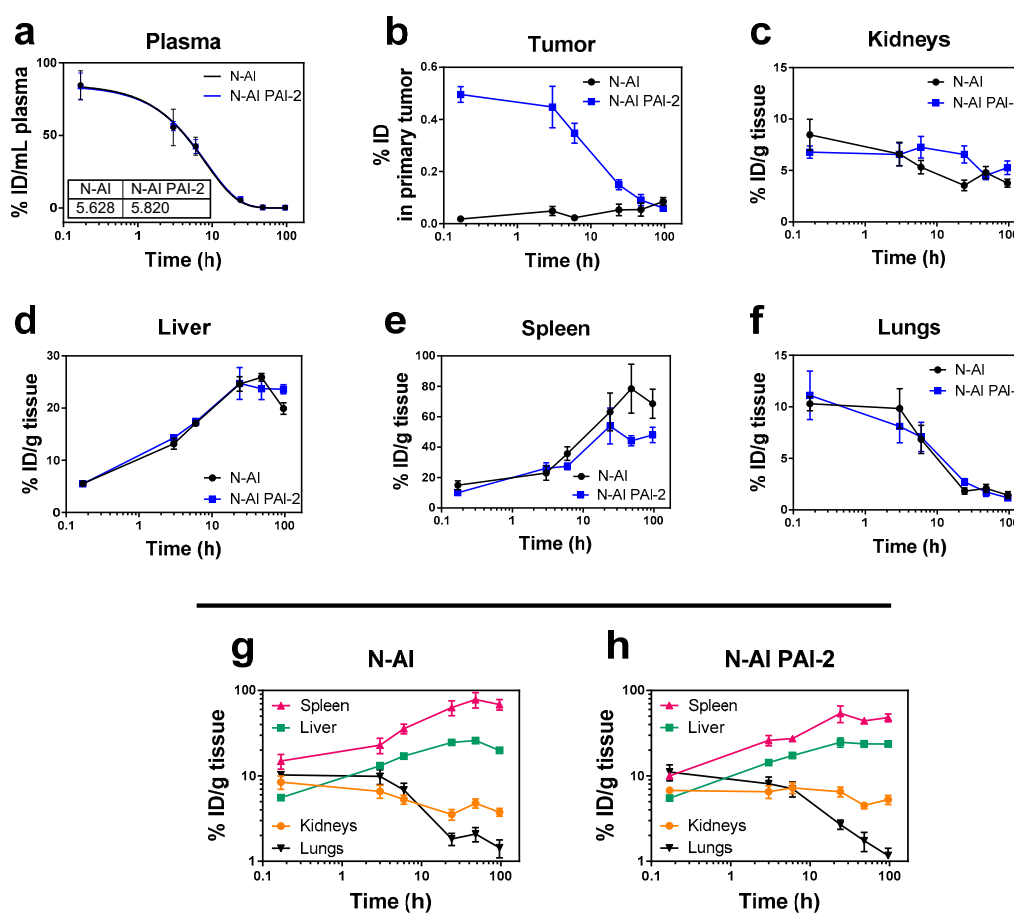 a
Plasma
% ID/mL plasma
100
50
0
N-AI
N-AI PAI-2
N-AI N-AI PAI-2
5.628 5.820
0.1 1 10 100
Time (h)
b
Tumor
% ID
in primary tumor
0.6
0.4
0.2
0.0
N-AI
N-AI PAI-2
0.1 1 10 100
Time (h)
c
Kidneys
% ID/g tissue
15
10
5
0
N-AI
N-AI PAI-
0.1 1 10 100
Time (h)
d
Liver
% ID/g tissue
30
20
10
0
N-AI
N-AI PAI-2
0.1 1 10 100
Time (h)
e
Spleen
% ID/g tissue
100
80
60
40
20
0
N-AI
N-AI PAI-2
0.1 1 10 100
Time (h)
f
Lungs
% ID/g tissue
15
10
5
0
N-AI
N-AI PAI-
0.1 1 10 100
Time (h)
g
N-AI
% ID/g tissue
100
10
1
Spleen
Liver
Kidneys
Lungs
0.1 1 10 100
Time (h)
h
N-AI PAI-2
% ID/g tissue
100
10
1
Spleen
Liver
Kidneys
Lungs
0.1 1 10 100
Time (h)